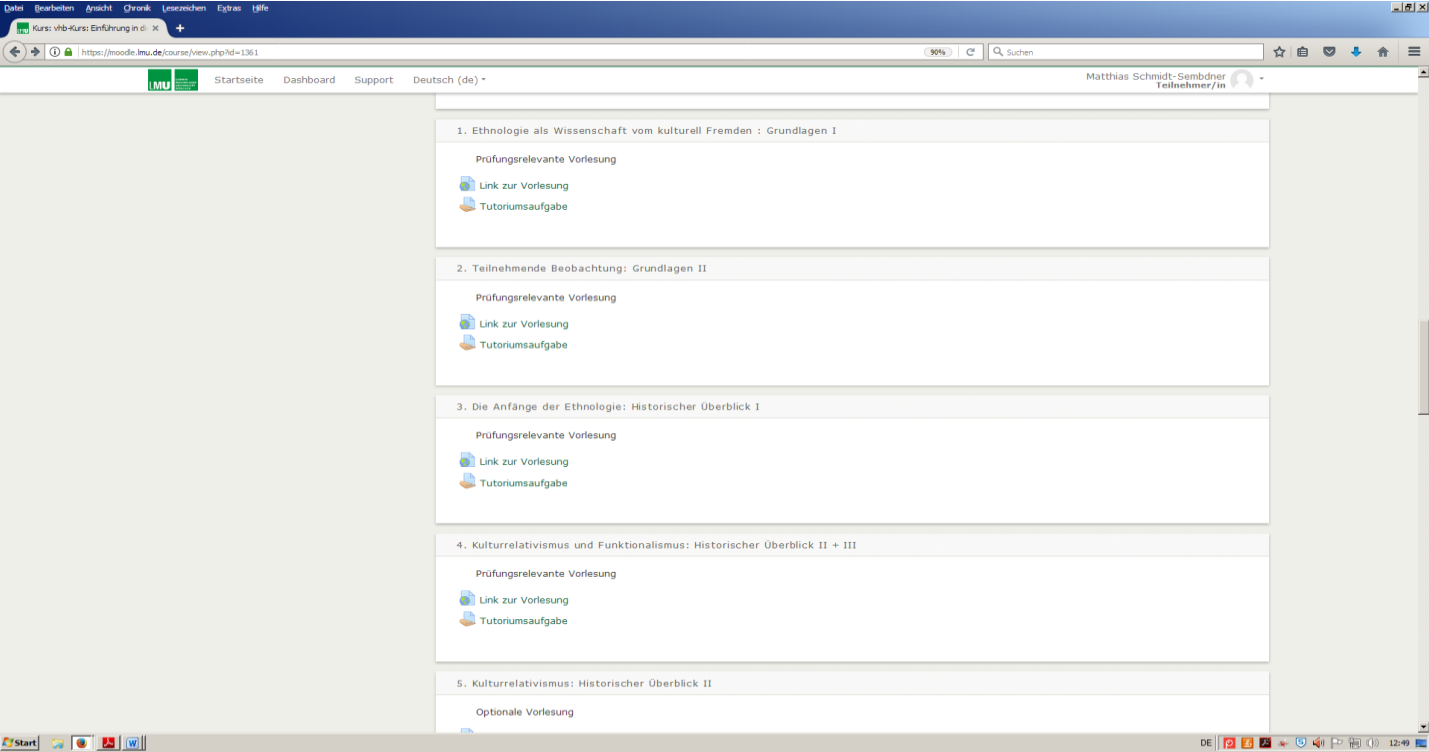 Datei Bearbeiten Ansicht Chronik Lesezeichen Extras Hilfe
Kurs: vhb-Kurs: Einführung in di
https://moodle.lmu.de/course/view.php?id=1361
90%
Suchen
LMU
Startseite Dashboard Support Deutsch (de)
Matthias Schmidt-Sembdner
Teilnehmer/in
1. Ethnologie als Wissenschaft vom kulturell Fremden : Grundlagen I
Prüfungsrelevante Vorlesung
Link zur Vorlesung
Tutoriumsaufgabe
2. Teilnehmende Beobachtung: Grundlagen II
Prüfungsrelevante Vorlesung
Link zur Vorlesung
Tutoriumsaufgabe
3. Die Anfänge der Ethnologie: Historischer Überblick I
Prüfungsrelevante Vorlesung
Link zur Vorlesung
Tutoriumsaufgabe
4. Kulturrelativismus und Funktionalismus: Historischer Überblick II + III
Prüfungsrelevante Vorlesung
Link zur Vorlesung
Tutoriumsaufgabe
5. Kulturrelativismus: Historischer Überblick II
Optionale Vorlesung
Start
DE
12:49